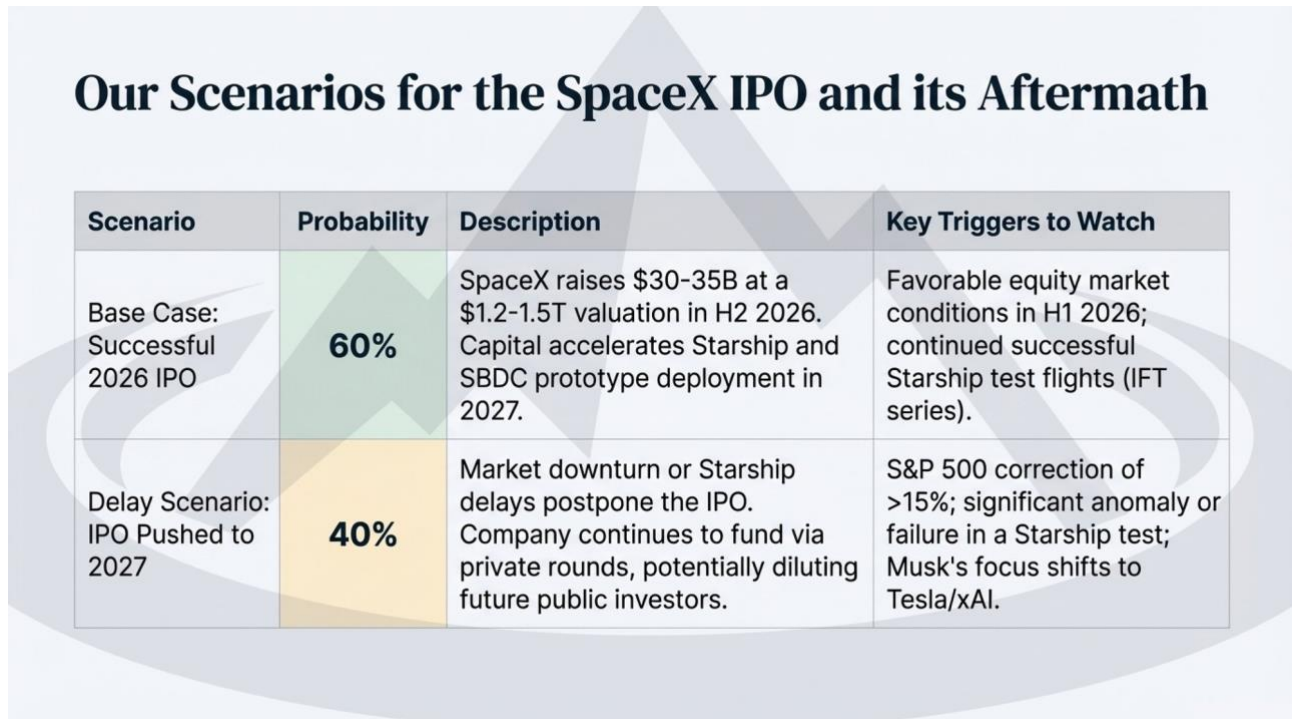 Our Scenarios for the SpaceX IPO and its Aftermath
Scenario
Probability
Description
Key Triggers to Watch
Base Case:
Successful
2026 IPO
60%
SpaceX raises $30-35B at a
$1.2-1.5T valuation in H2 2026.
Capital accelerates Starship and
SBDC prototype deployment in
2027.
Favorable equity market
conditions in H1 2026;
continued successful
Starship test flights (IFT
series).
Delay Scenario:
IPO Pushed to
2027
40%
Market downturn or Starship
delays postpone the IPO.
Company continues to fund via
private rounds, potentially diluting
future public investors.
S&P 500 correction of
>15%; significant anomaly or
failure in a Starship test;
Musk's focus shifts to
Tesla/xAI.